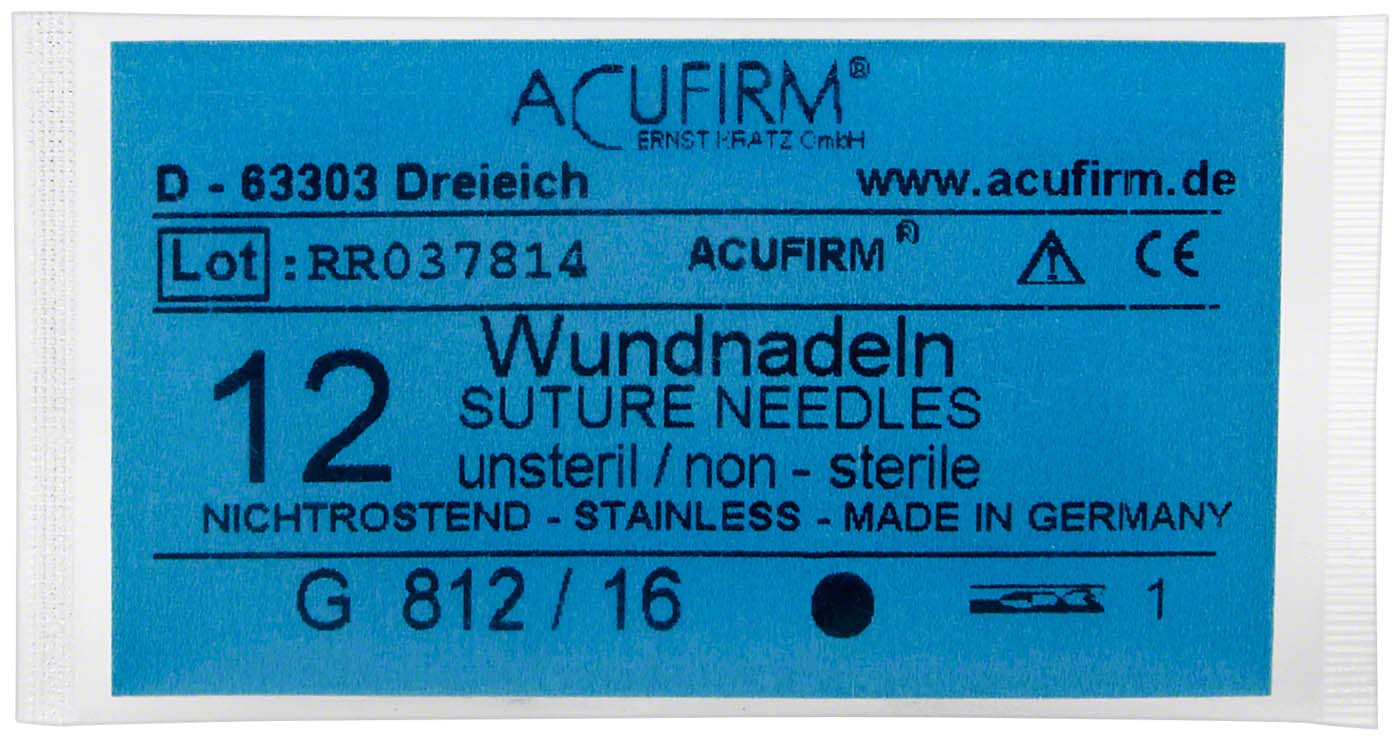 ACUFIRM®
ERNST KRATZ GmbH
D - 63303 Dreieich www.acufirm.de
Lot :RR037814 ACUFIRM® CE
12 Wundnadeln
SUTURE NEEDLES
unsteril / non - sterile
NICHTROSTEND - STAINLESS - MADE IN GERMANY
G 812 / 16 1